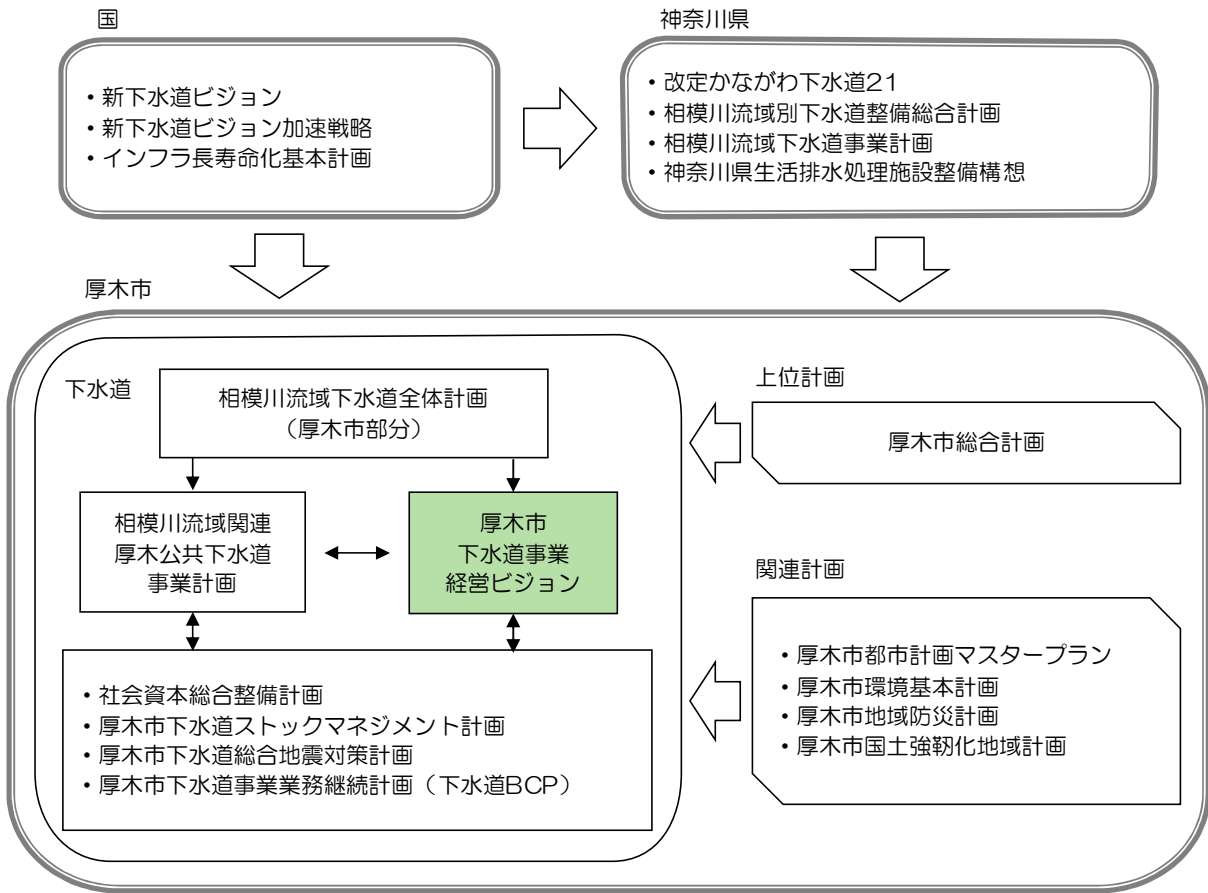 国
・新下水道ビジョン
・新下水道ビジョン加速戦略
・インフラ長寿命化基本計画
神奈川県
・改定かながわ下水道21
・相模川流域別下水道整備総合計画
・相模川流域下水道事業計画
・神奈川県生活排水処理施設整備構想
厚木市
下水道
相模川流域下水道全体計画
（厚木市部分）
相模川流域関連
厚木公共下水道
事業計画
厚木市
下水道事業
経営ビジョン
・社会資本総合整備計画
・厚木市下水道ストックマネジメント計画
・厚木市下水道総合地震対策計画
・厚木市下水道事業業務継続計画（下水道BCP）
上位計画
厚木市総合計画
関連計画
・厚木市都市計画マスタープラン
・厚木市環境基本計画
・厚木市地域防災計画
・厚木市国土強靭化地域計画